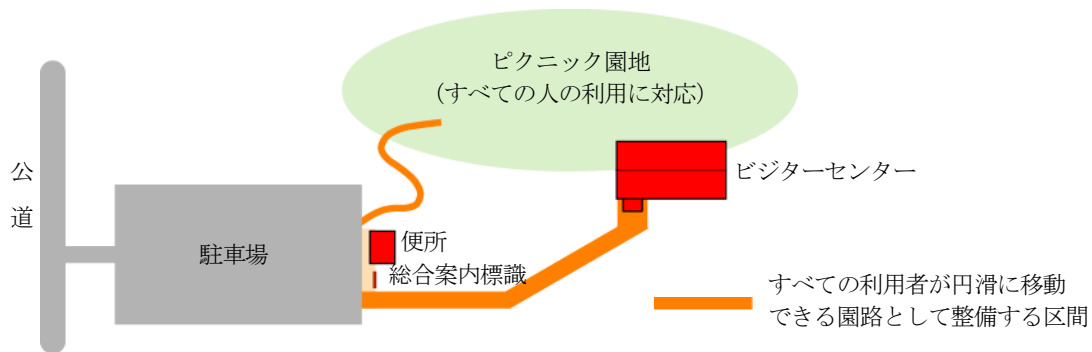 ピクニック園地
(すべての人の利用に対応)
公
道
ビジターセンター
駐車場
便所
総合案内標識
すべての利用者が円滑に移動
できる園路として整備する区間